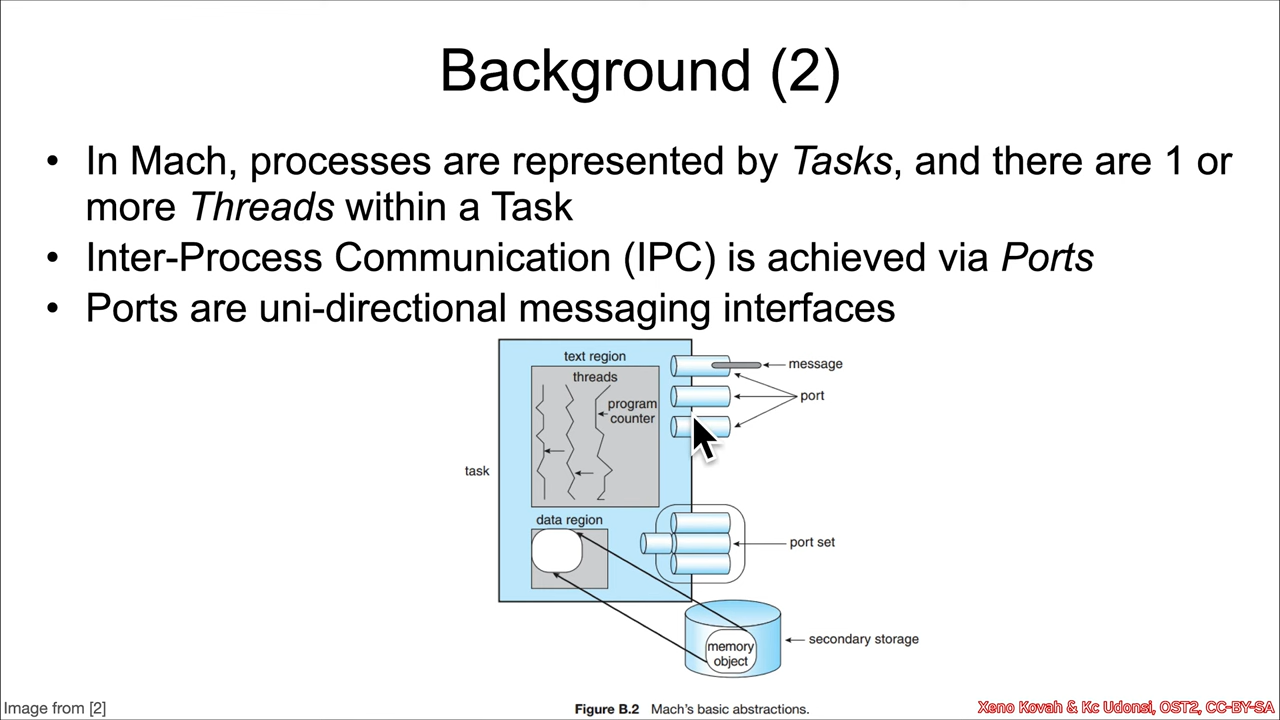 Background (2)
• In Mach, processes are represented by Tasks, and there are 1 or
more Threads within a Task
• Inter-Process Communication (IPC) is achieved via Ports
• Ports are uni-directional messaging interfaces
text region
threads
program
counter
task
data region
message
port
port set
secondary storage
memory
object
Image from [2]
Figure B.2 Mach's basic abstractions.
Xeno Kovah & Kc Udonsi, OST2, CC-BY-SA